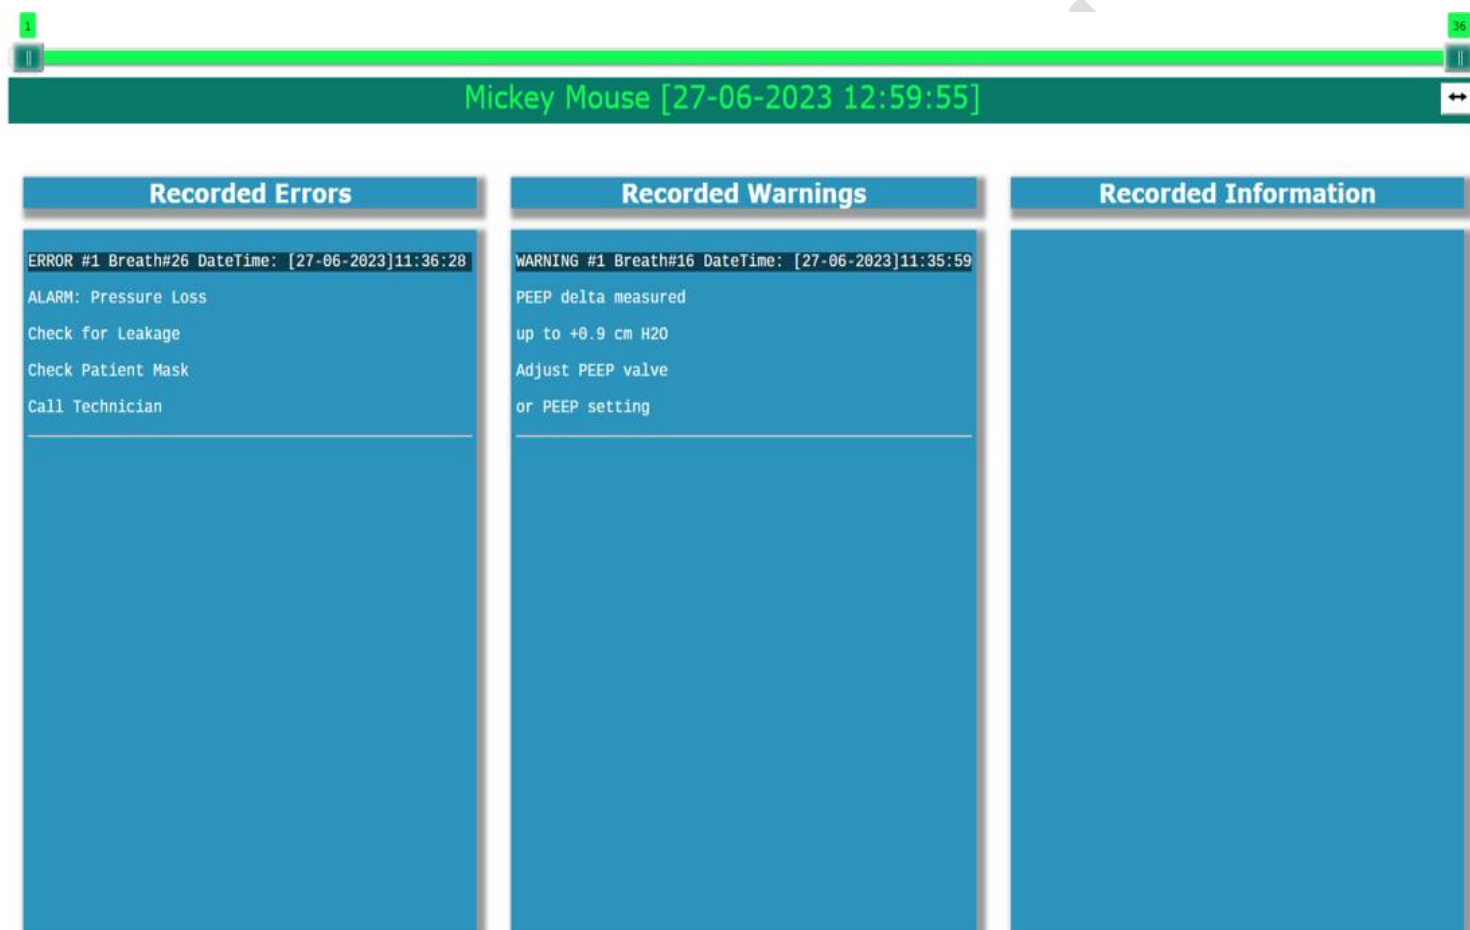 1
36
Mickey Mouse [27-06-2023 12:59:55]
Recorded Errors
ERROR #1 Breath#26 DateTime: [27-06-2023]11:36:28
ALARM: Pressure Loss
Check for Leakage
Check Patient Mask
Call Technician
Recorded Warnings
WARNING #1 Breath#16 DateTime: [27-06-2023]11:35:59
PEEP delta measured
up to +0.9 cm H2O
Adjust PEEP valve
or PEEP setting
Recorded Information